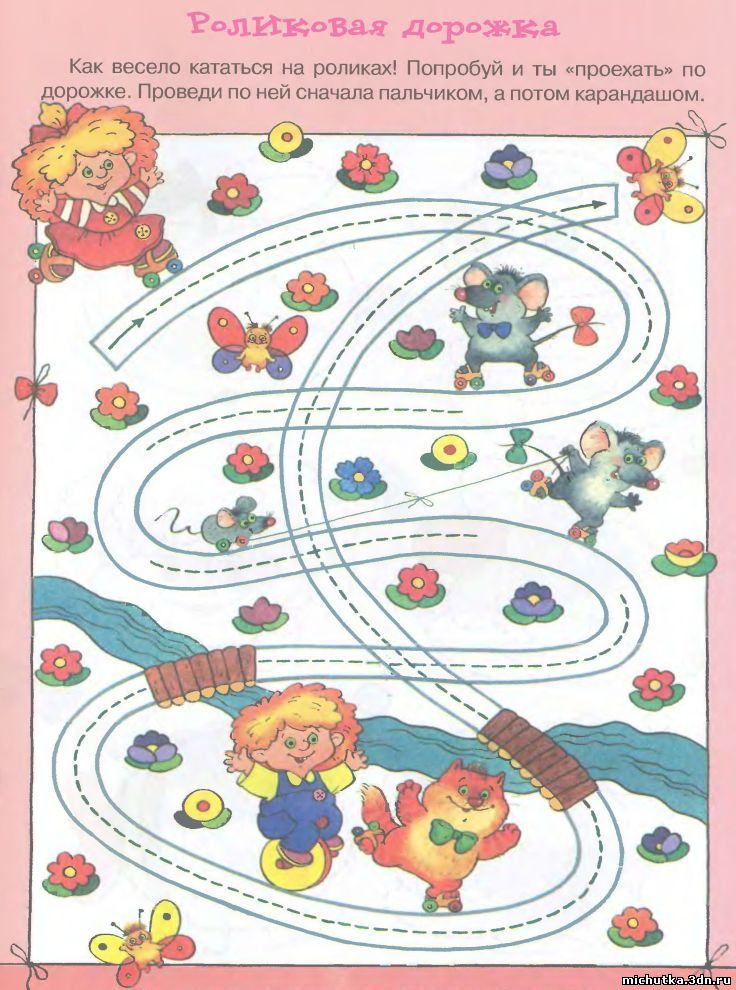 Роликовая дорожка
Как весело кататься на роликах! Попробуй и ты «проехать» по
дорожке. Проведи по ней сначала пальчиком, а потом карандашом.
michutka.3dn.ru